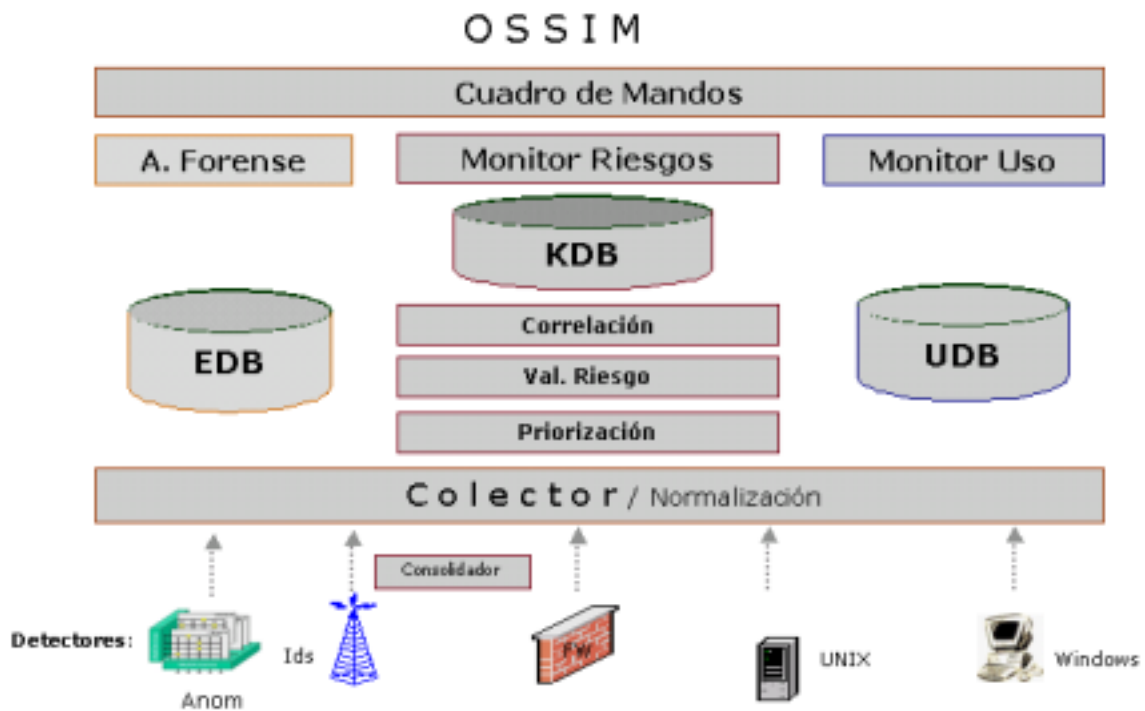 OSSIM
Cuadro de Mandos
A. Forense
Monitor Riesgos
Monitor Uso
KDB
EDB
Correlación
UDB
Val. Riesgo
Priorización
Colector / Normalización
Consolidador
Detectores:
Anom
Ids
FW
UNIX
Windows